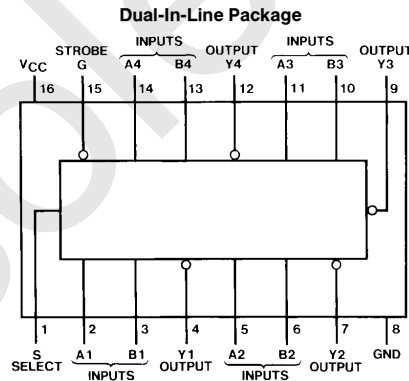 Dual-In-Line Package
STROBE INPUTS OUTPUT INPUTS OUTPUT
VCC G A4 B4 Y4 A3 B3 Y3
16 15 14 13 12 11 10 9
1 2 3 4 5 6 7 8
S A1 B1 Y1 A2 B2 Y2 GND
SELECT INPUTS OUTPUT INPUTS OUTPUT